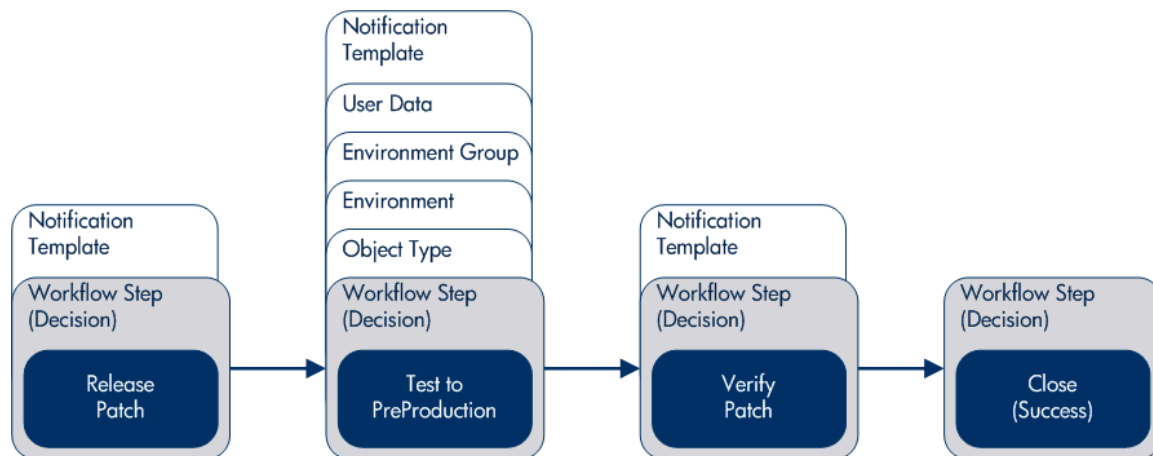 Notification
Template
Workflow Step
(Decision)
Release
Patch
Notification
Template
User Data
Environment Group
Environment
Object Type
Workflow Step
(Decision)
Test to
PreProduction
Notification
Template
Workflow Step
(Decision)
Verify
Patch
Workflow Step
(Decision)
Close
(Success)